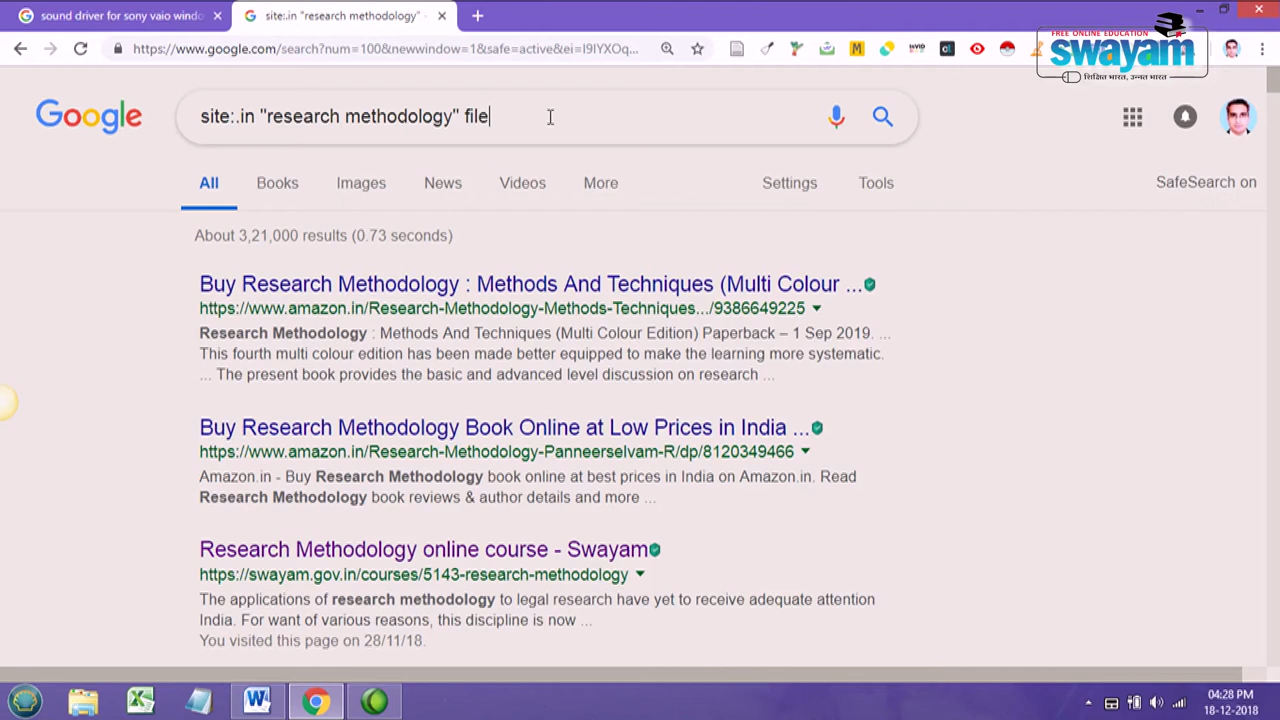 sound driver for sony vaio windo
site:.in "research methodology" -
https://www.google.com/search?num=100&newwindow=1&safe=active&ei=I9IYXOq...
FREE ONLINE EDUCATION
swayam
शिक्षित भारत, उन्नत भारत
Google
site:.in "research methodology" file
All
Books
Images
News
Videos
More
Settings
Tools
SafeSearch on
About 3,21,000 results (0.73 seconds)
Buy Research Methodology : Methods And Techniques (Multi Colour ...
https://www.amazon.in/Research-Methodology-Methods-Techniques.../9386649225
Research Methodology : Methods And Techniques (Multi Colour Edition) Paperback – 1 Sep 2019. ...
This fourth multi colour edition has been made better equipped to make the learning more systematic.
... The present book provides the basic and advanced level discussion on research ...
Buy Research Methodology Book Online at Low Prices in India ...
https://www.amazon.in/Research-Methodology-Panneerselvam-R/dp/8120349466
Amazon.in - Buy Research Methodology book online at best prices in India on Amazon.in. Read
Research Methodology book reviews & author details and more ...
Research Methodology online course - Swayam
https://swayam.gov.in/courses/5143-research-methodology
The applications of research methodology to legal research have yet to receive adequate attention
India. For want of various reasons, this discipline is now ...
You visited this page on 28/11/18.
04:28 PM
18-12-2018